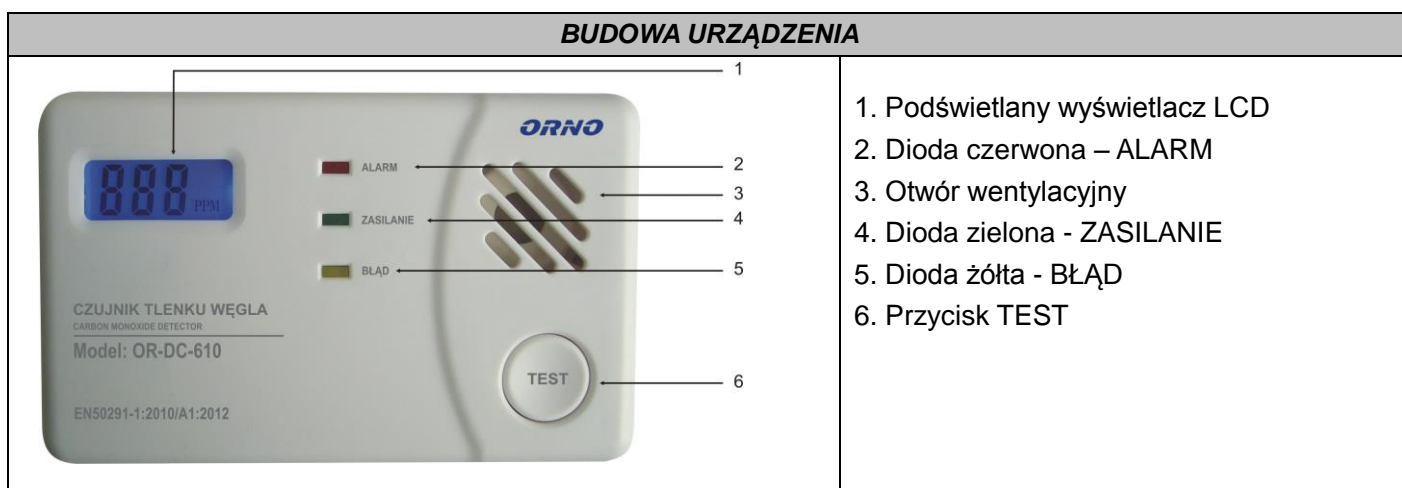 BUDOWA URZĄDZENIA
1
ORNO
888 PPM
ALARM
2
3
ZASILANIE
4
BŁĄD
5
CZUJNIK TLENKU WĘGLA
CARBON MONOXIDE DETECTOR
Model: OR-DC-610
TEST
6
EN50291-1:2010/A1:2012
1. Podświetlany wyświetlacz LCD
2. Dioda czerwona – ALARM
3. Otwór wentylacyjny
4. Dioda zielona - ZASILANIE
5. Dioda żółta - BŁĄD
6. Przycisk TEST